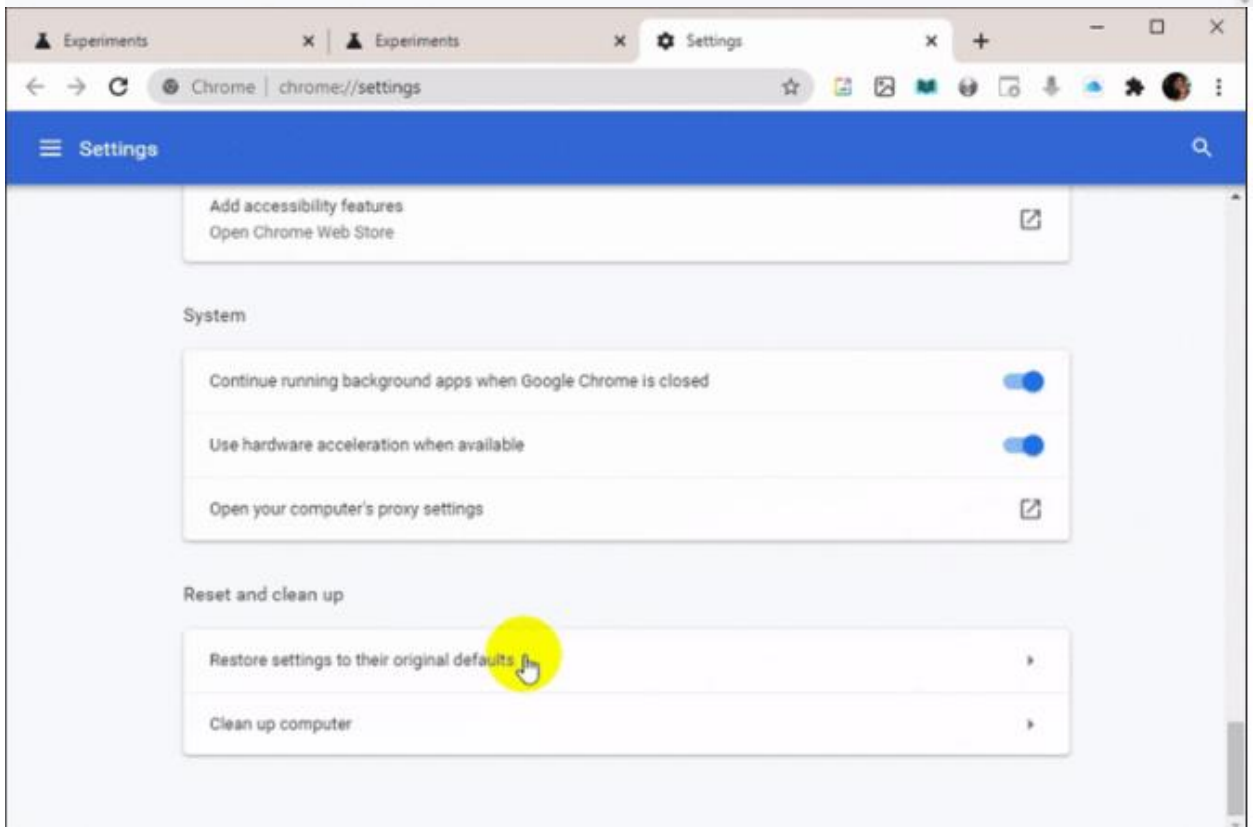 Experiments
Experiments
Settings
Chrome | chrome://settings
Settings
Add accessibility features
Open Chrome Web Store
System
Continue running background apps when Google Chrome is closed
Use hardware acceleration when available
Open your computer's proxy settings
Reset and clean up
Restore settings to their original defaults
Clean up computer